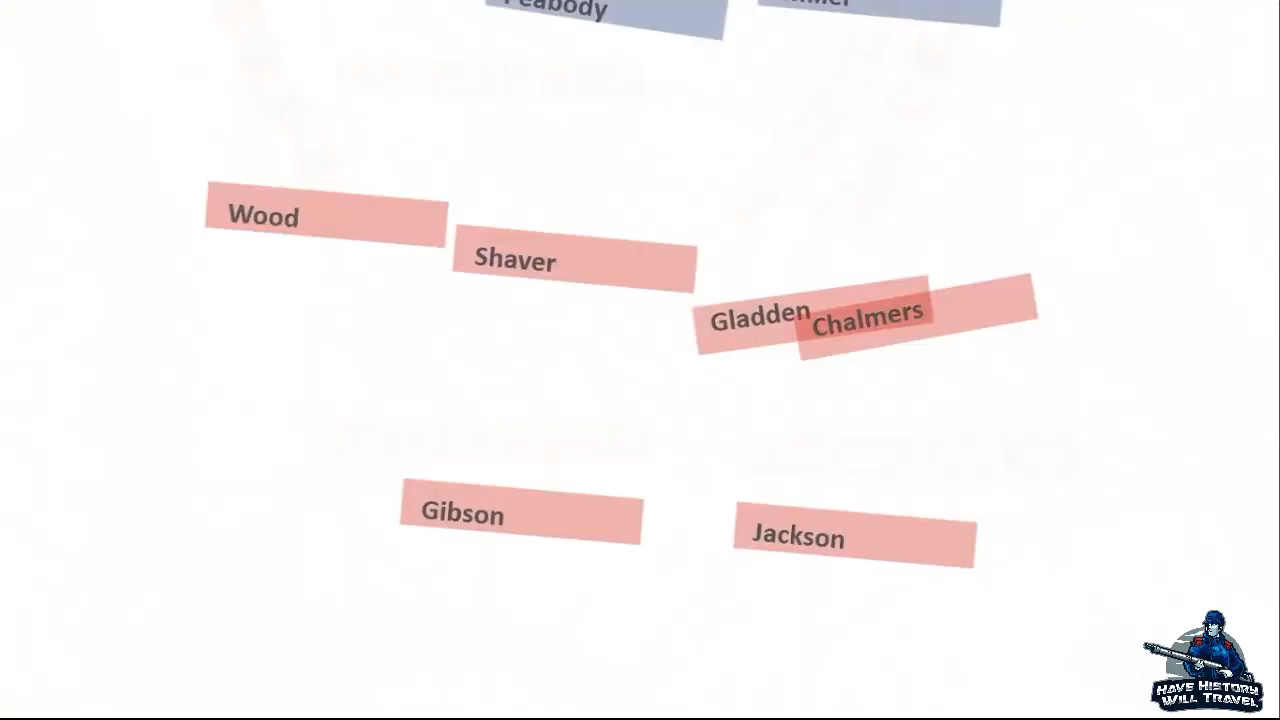 Peabody
Wood
Shaver
Gladden
Chalmers
Gibson
Jackson
HAVE HISTORY
WILL TRAVEL